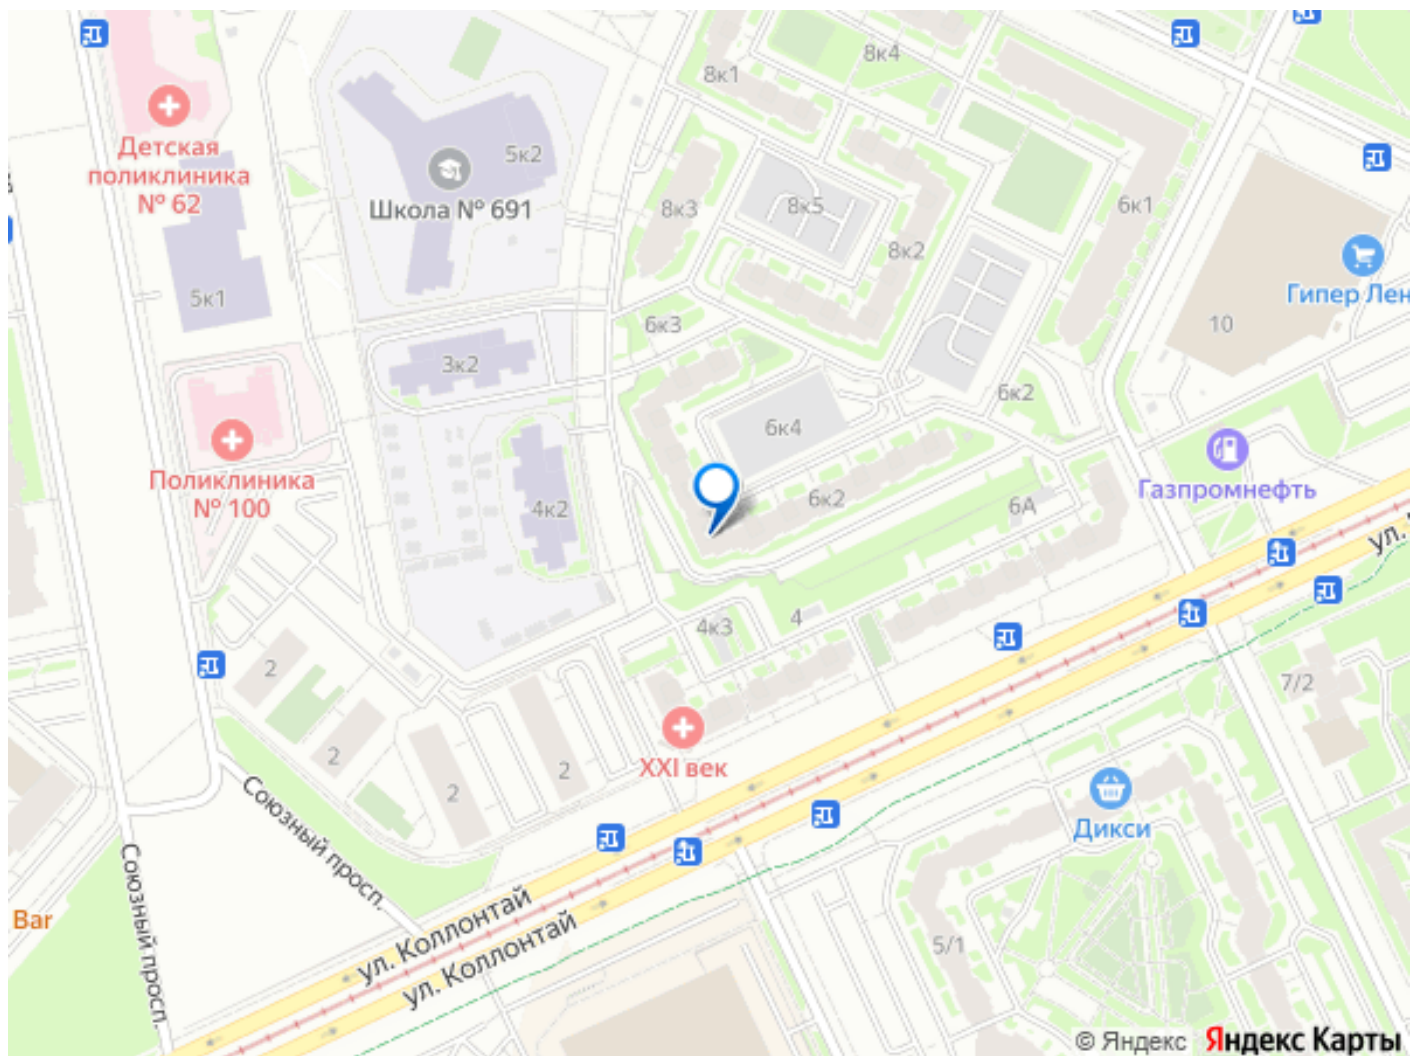 8к4
8к1
Детская
поликлиника
№ 62
5к2
Школа № 691
8к3
8к5
6к1
8к2
Гипер Лен
5к1
6к3
10
3к2
6к2
6к4
Поликлиника
№ 100
Газпромнефть
4к2
6к2
6А
ул.
4к3
4
2
7/2
2
XXI век
2
2
Союзный просп.
Дикси
Союзный просп.
Bar
ул. Коллонтай
ул. Коллонтай
5/1
© Яндекс Яндекс Карты